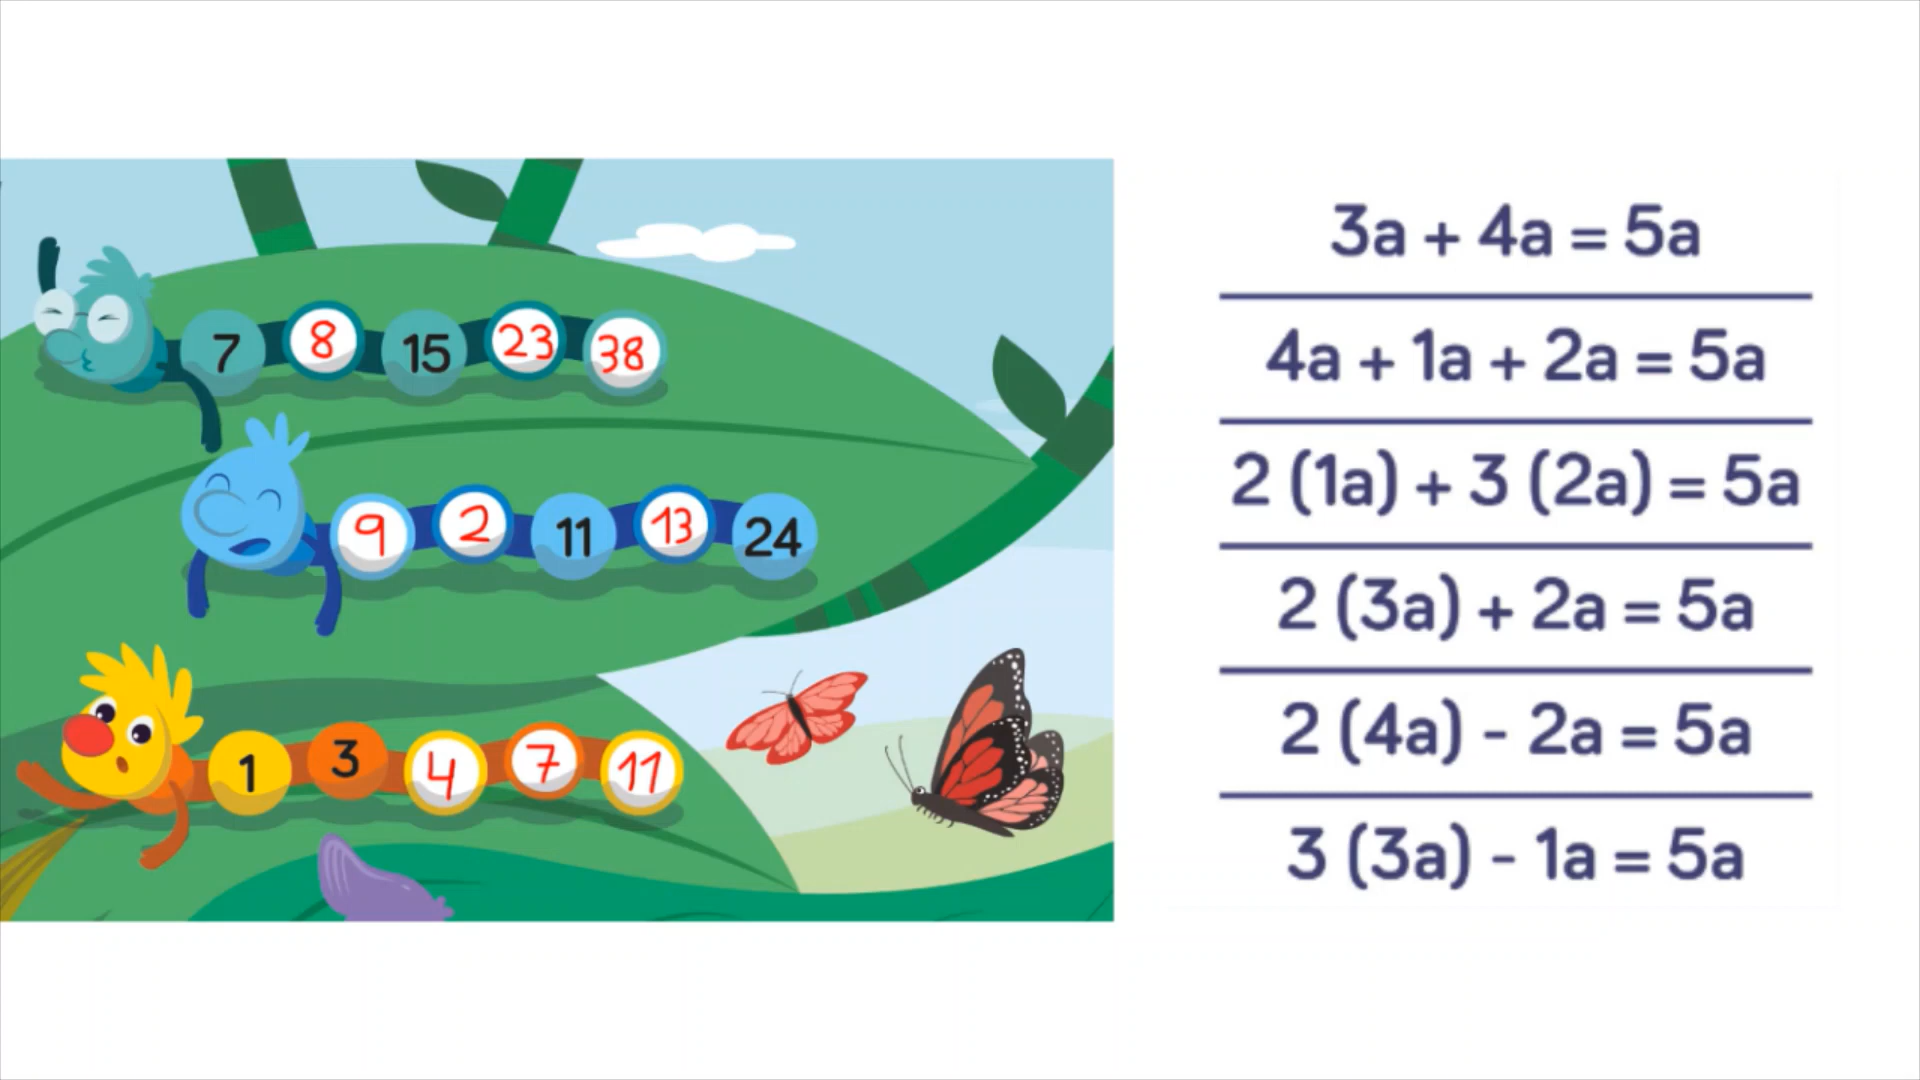 7 8 15 23 38
9 2 11 13 24
1 3 4 7 11
3a + 4a = 5a
4a + 1a + 2a = 5a
2 (1a) + 3 (2a) = 5a
2 (3a) + 2a = 5a
2 (4a) - 2a = 5a
3 (3a) - 1a = 5a